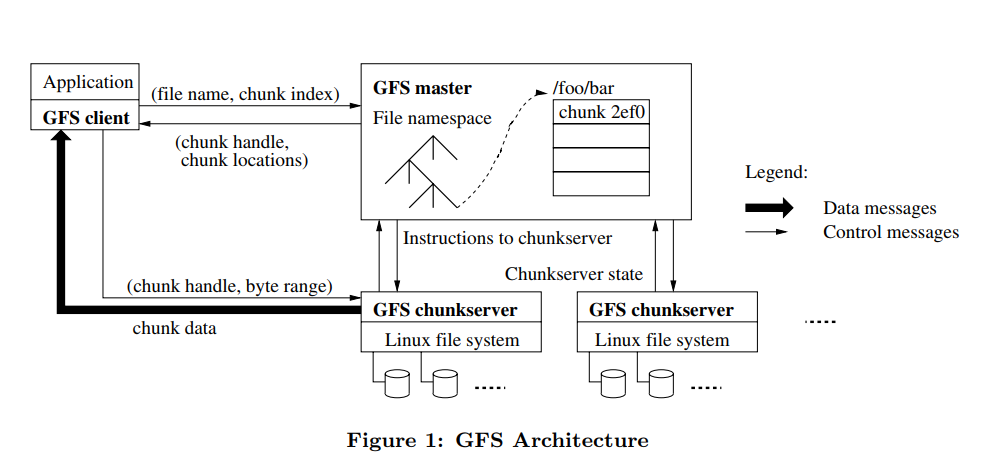 Application
GFS client
(file name, chunk index)
(chunk handle,
chunk locations)
GFS master
File namespace
/foo/bar
chunk 2ef0
Legend:
Data messages
Control messages
Instructions to chunkserver
Chunkserver state
(chunk handle, byte range)
chunk data
GFS chunkserver
Linux file system
GFS chunkserver
Linux file system
Figure 1: GFS Architecture